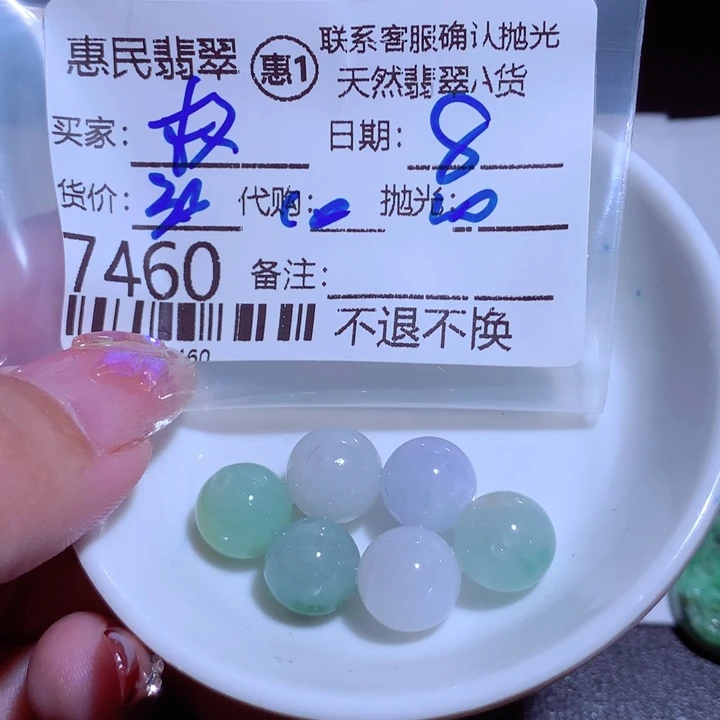 惠民翡翠 惠1 联系客服确认抛光
天然翡翠A货
买家: 日期: 8
货价: 代购: 抛光:
7460 备注:
不退不换